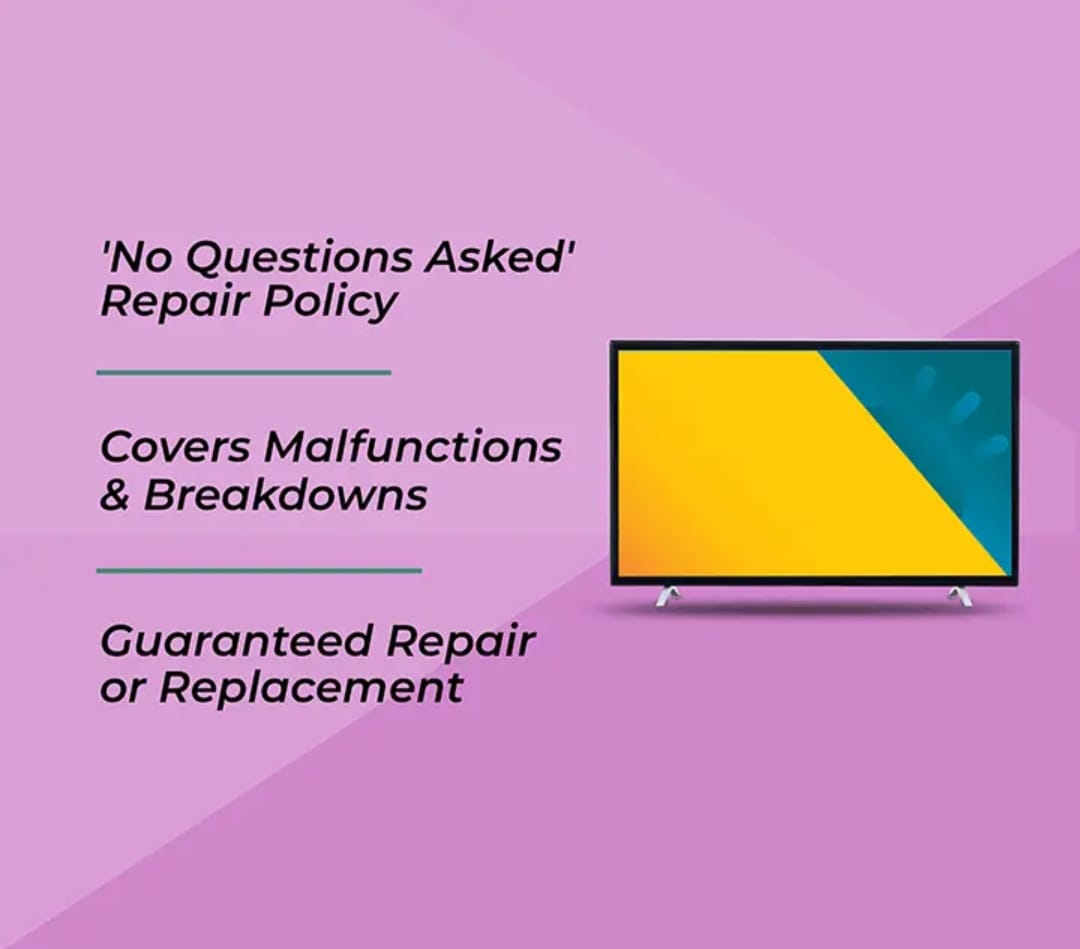 'No Questions Asked'
Repair Policy
Covers Malfunctions
& Breakdowns
Guaranteed Repair
or Replacement